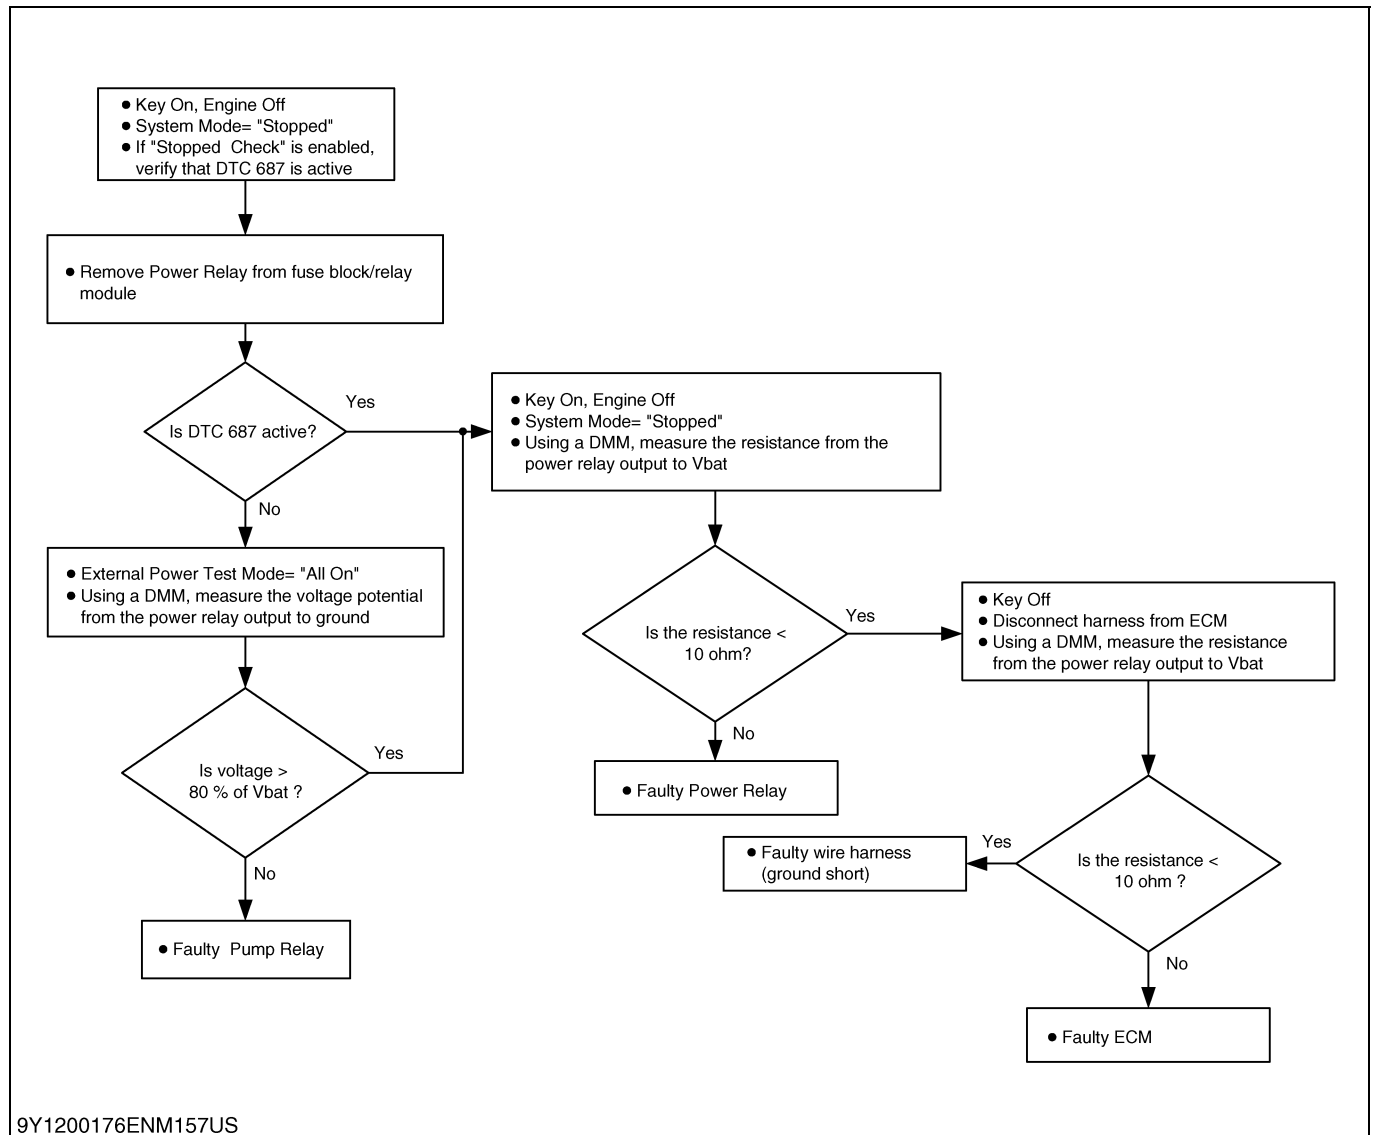 ● Key On, Engine Off
● System Mode= "Stopped"
● If "Stopped  Check" is enabled,
verify that DTC 687 is active
● Remove Power Relay from fuse block/relay
module
Is DTC 687 active?
Yes
No
● External Power Test Mode= "All On"
● Using a DMM, measure the voltage potential
from the power relay output to ground
Is voltage >
80 % of Vbat ?
Yes
No
● Faulty  Pump Relay
● Key On, Engine Off
● System Mode= "Stopped"
● Using a DMM, measure the resistance from the
power relay output to Vbat
Is the resistance <
10 ohm?
Yes
No
● Faulty Power Relay
● Key Off
● Disconnect harness from ECM
● Using a DMM, measure the resistance
from the power relay output to Vbat
Is the resistance <
10 ohm ?
Yes
● Faulty wire harness
(ground short)
No
● Faulty ECM
9Y1200176ENM157US